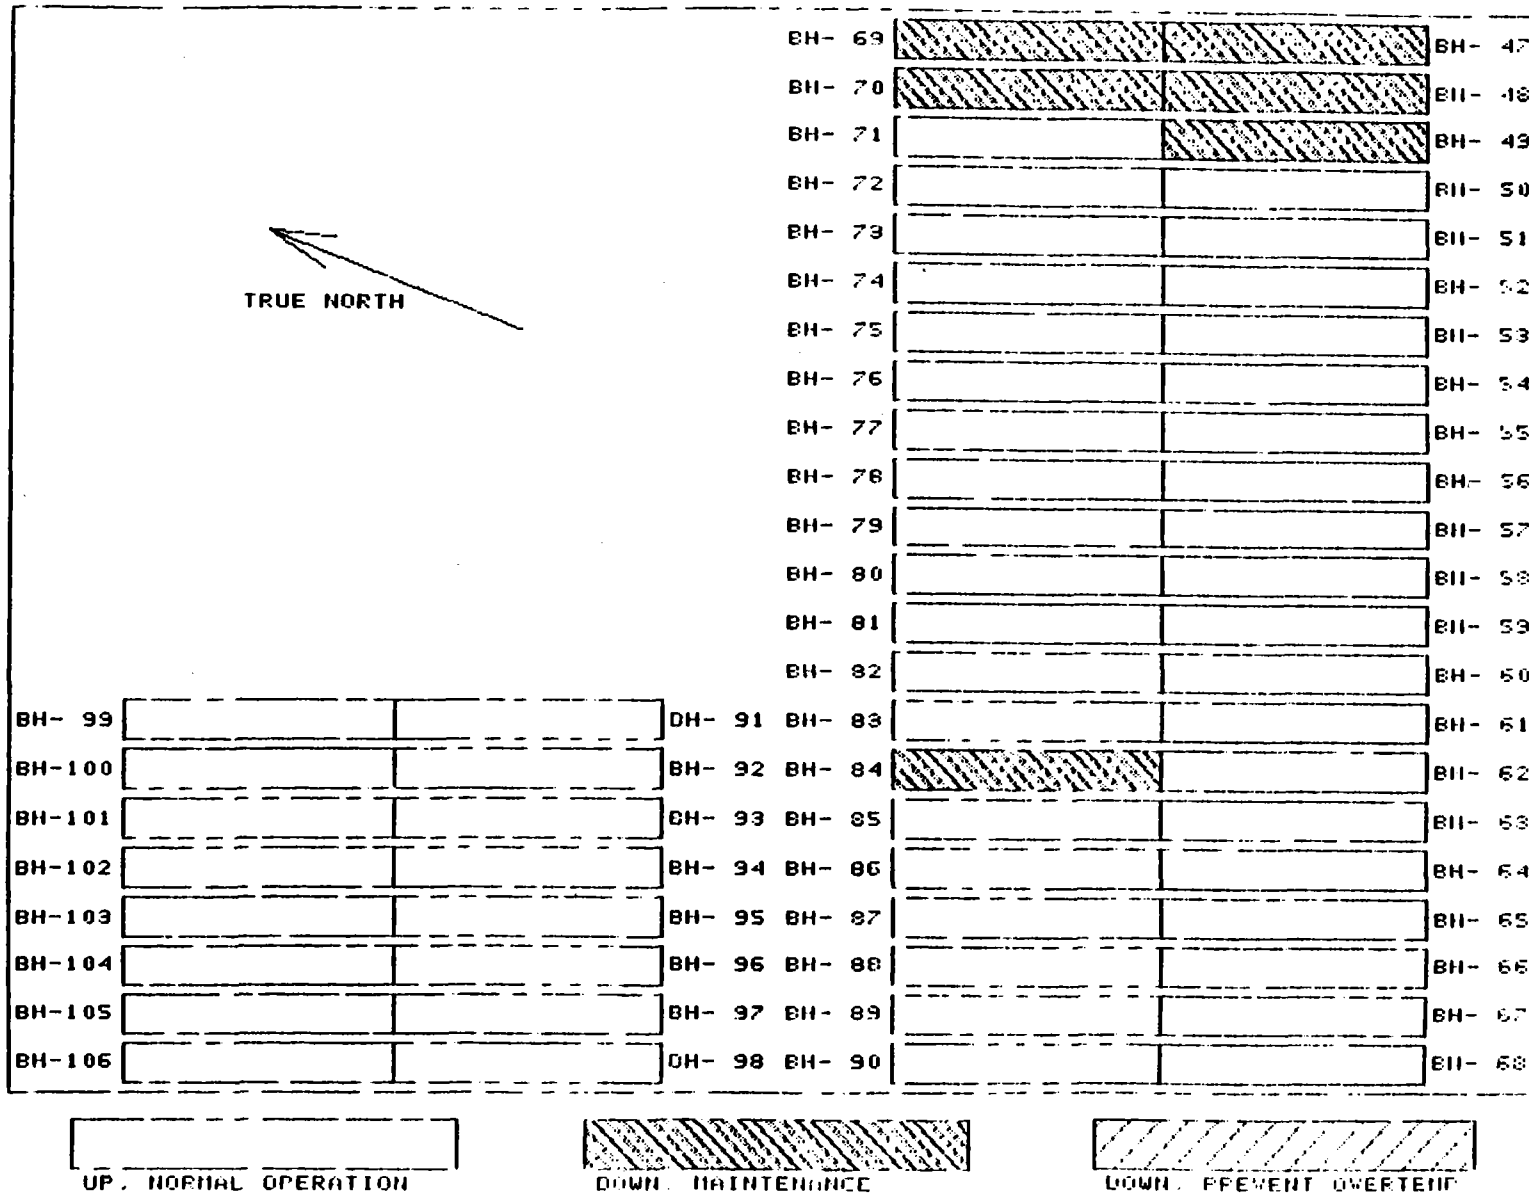 BH- 69 BH- 47
BH- 70 BH- 48
BH- 71 BH- 49
BH- 72 BH- 50
BH- 73 BH- 51
BH- 74 BH- 52
TRUE NORTH
BH- 75 BH- 53
BH- 76 BH- 54
BH- 77 BH- 55
BH- 78 BH- 56
BH- 79 BH- 57
BH- 80 BH- 58
BH- 81 BH- 59
BH- 82 BH- 60
BH- 99 BH- 91 BH- 83 BH- 61
BH-100 BH- 92 BH- 84 BH- 62
BH-101 BH- 93 BH- 85 BH- 63
BH-102 BH- 94 BH- 86 BH- 64
BH-103 BH- 95 BH- 87 BH- 65
BH-104 BH- 96 BH- 88 BH- 66
BH-105 BH- 97 BH- 89 BH- 67
BH-106 BH- 98 BH- 90 BH- 68
UP, NORMAL OPERATION DOWN, MAINTENANCE DOWN, PREVENT OVERTEMP